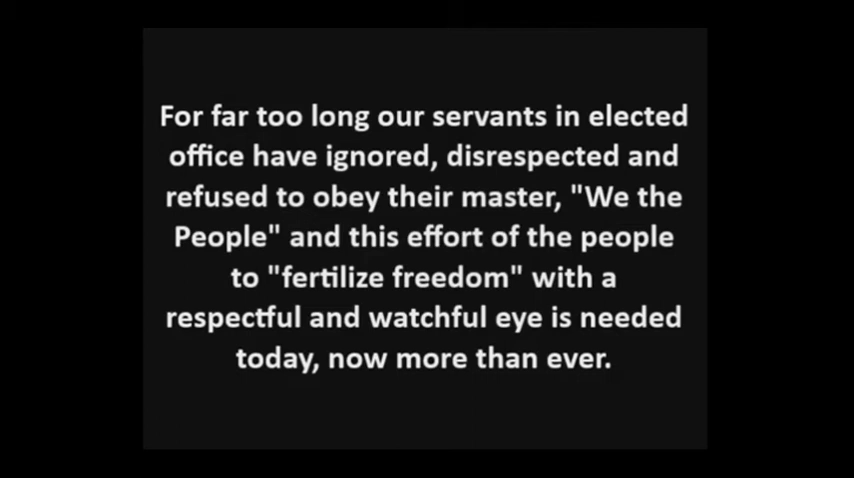 For far too long our servants in elected
office have ignored, disrespected and
refused to obey their master, "We the
People" and this effort of the people
to "fertilize freedom" with a
respectful and watchful eye is needed
today, now more than ever.